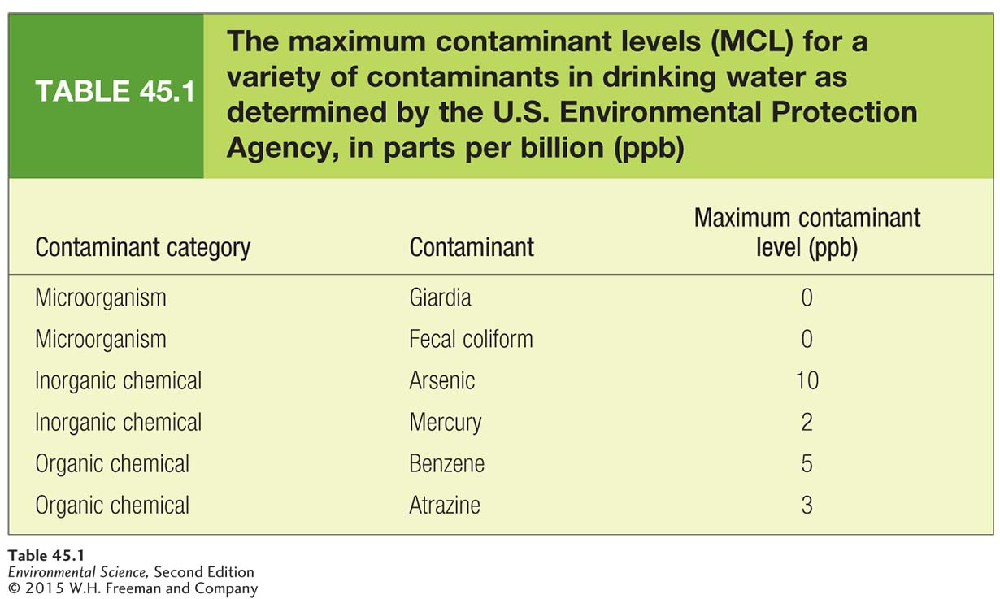 TABLE 45.1
The maximum contaminant levels (MCL) for a
variety of contaminants in drinking water as
determined by the U.S. Environmental Protection
Agency, in parts per billion (ppb)
Contaminant category Contaminant Maximum contaminant
level (ppb)
Microorganism Giardia 0
Microorganism Fecal coliform 0
Inorganic chemical Arsenic 10
Inorganic chemical Mercury 2
Organic chemical Benzene 5
Organic chemical Atrazine 3
Table 45.1
Environmental Science, Second Edition
© 2015 W.H. Freeman and Company